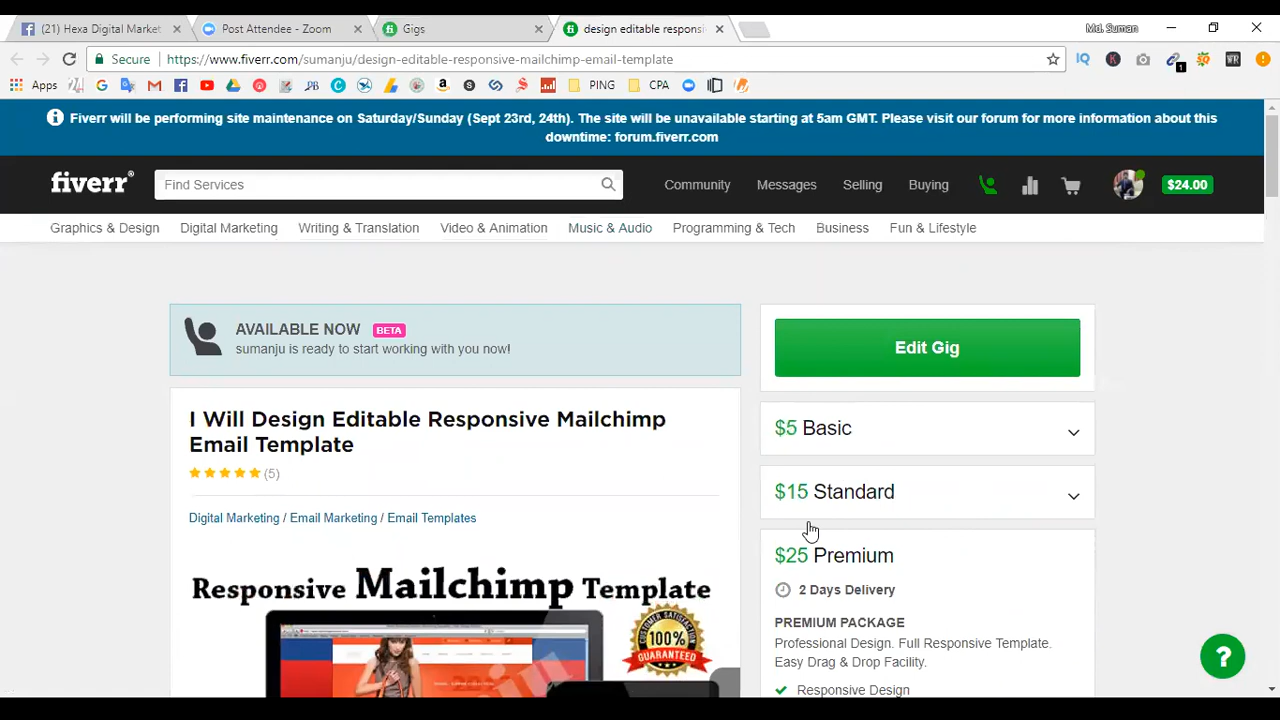 (21) Hexa Digital Market
Post Attendee - Zoom
Gigs
design editable responsi
Md. Suman
Secure
https://www.fiverr.com/sumanju/design-editable-responsive-mailchimp-email-template
Apps
PING
CPA
Fiverr will be performing site maintenance on Saturday/Sunday (Sept 23rd, 24th). The site will be unavailable starting at 5am GMT. Please visit our forum for more information about this
downtime: forum.fiverr.com
fiverr®
Find Services
Community
Messages
Selling
Buying
$24.00
Graphics & Design
Digital Marketing
Writing & Translation
Video & Animation
Music & Audio
Programming & Tech
Business
Fun & Lifestyle
AVAILABLE NOW BETA
sumanju is ready to start working with you now!
Edit Gig
I Will Design Editable Responsive Mailchimp
Email Template
(5)
$5 Basic
$15 Standard
Digital Marketing / Email Marketing / Email Templates
$25 Premium
2 Days Delivery
Responsive Mailchimp Template
100%
GUARANTEED
PREMIUM PACKAGE
Professional Design. Full Responsive Template.
Easy Drag & Drop Facility.
Responsive Design
?